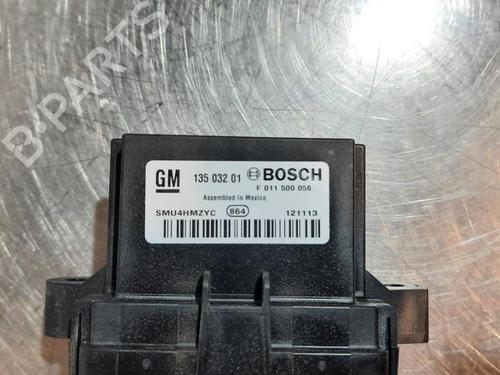 B-PARTS
GM 135 032 01 BOSCH
F 011 500 056
Assembled in Mexico
SMU4HMZYC 864 121113